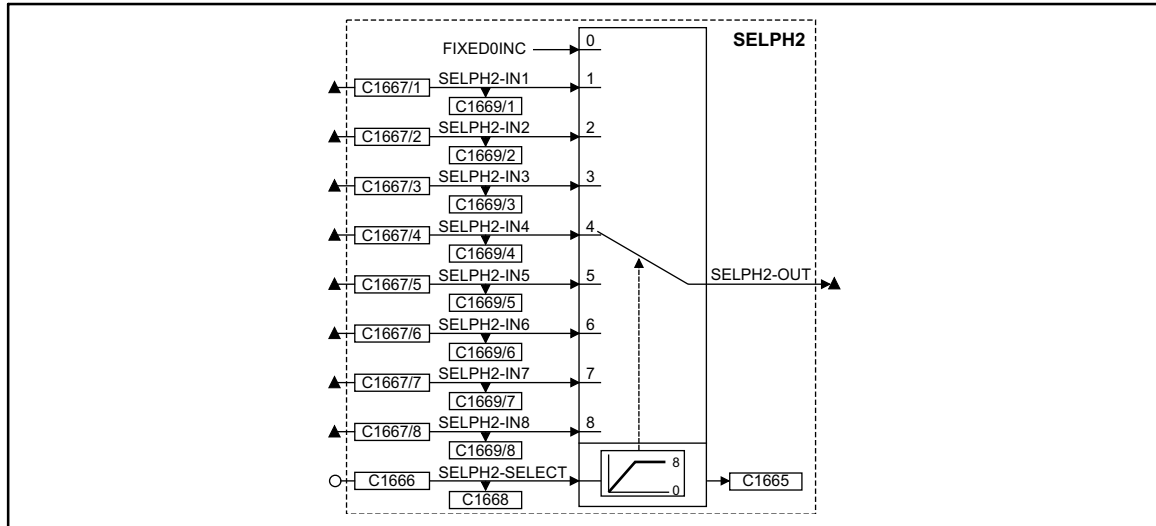 SELPH2
FIXED0INC 0
C1667/1 SELPH2-IN1 1
C1669/1
C1667/2 SELPH2-IN2 2
C1669/2
C1667/3 SELPH2-IN3 3
C1669/3
C1667/4 SELPH2-IN4 4
C1669/4
SELPH2-OUT
C1667/5 SELPH2-IN5 5
C1669/5
C1667/6 SELPH2-IN6 6
C1669/6
C1667/7 SELPH2-IN7 7
C1669/7
C1667/8 SELPH2-IN8 8
C1669/8
C1666 SELPH2-SELECT 8 C1665
0
C1668